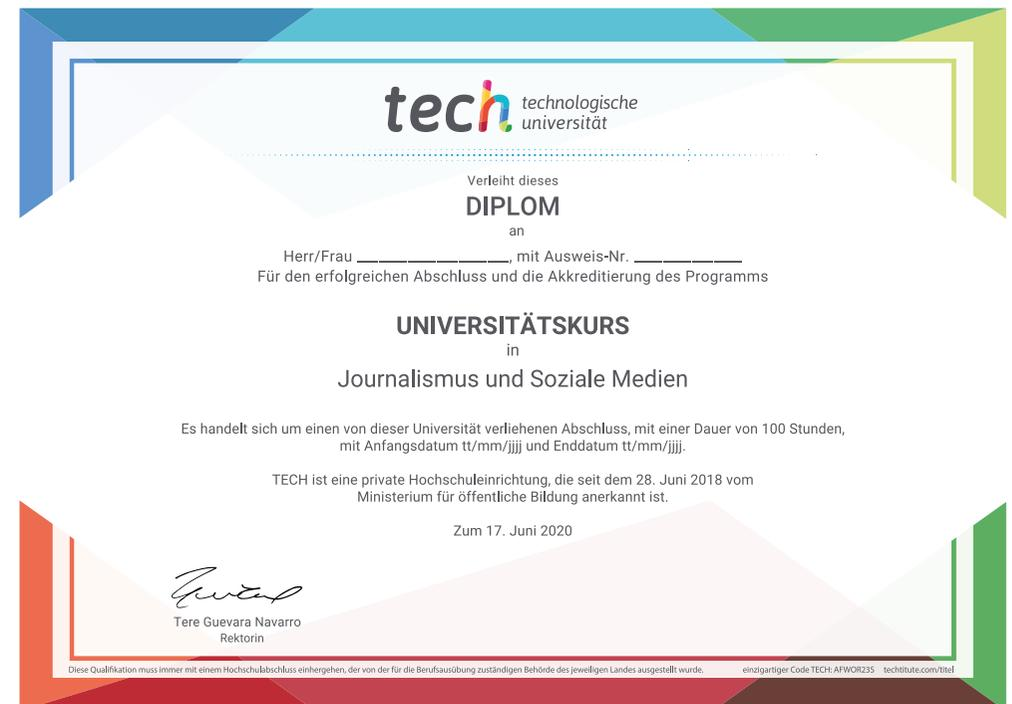 tech technologische
universität
Verleiht dieses
DIPLOM
an
Herr/Frau ____________________, mit Ausweis-Nr. ______________
Für den erfolgreichen Abschluss und die Akkreditierung des Programms
UNIVERSITÄTSKURS
in
Journalismus und Soziale Medien
Es handelt sich um einen von dieser Universität verliehenen Abschluss, mit einer Dauer von 100 Stunden,
mit Anfangsdatum tt/mm/jjjj und Enddatum tt/mm/jjjj.
TECH ist eine private Hochschuleinrichtung, die seit dem 28. Juni 2018 vom
Ministerium für öffentliche Bildung anerkannt ist.
Zum 17. Juni 2020
Tere Guevara Navarro
Rektorin
Diese Qualifikation muss immer mit einem Hochschulabschluss einhergehen, der von der für die Berufsausübung zuständigen Behörde des jeweiligen Landes ausgestellt wurde. einzigartiger Code TECH: AFWOR23S techtitute.com/titel